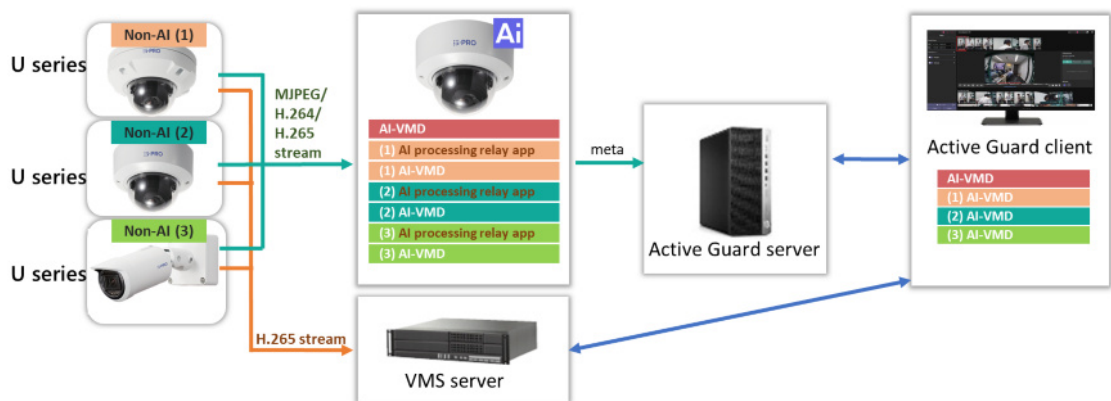 Non-AI (1)
i-PRO
U series
Non-AI (2)
i-PRO
U series
Non-AI (3)
i-PRO
U series
MJPEG/
H.264/
H.265
stream
H.265 stream
Ai
i-PRO
AI-VMD
(1) AI processing relay app
(1) AI-VMD
(2) AI processing relay app
(2) AI-VMD
(3) AI processing relay app
(3) AI-VMD
meta
Active Guard server
VMS server
Active Guard client
AI-VMD
(1) AI-VMD
(2) AI-VMD
(3) AI-VMD